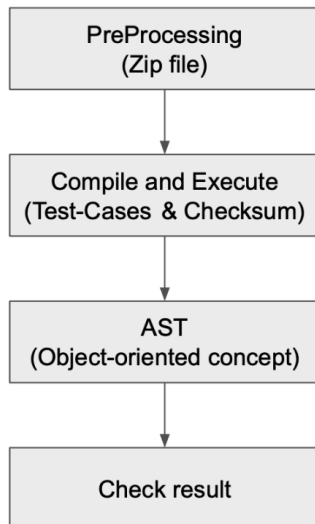 PreProcessing
(Zip file)
Compile and Execute
(Test-Cases & Checksum)
AST
(Object-oriented concept)
Check result